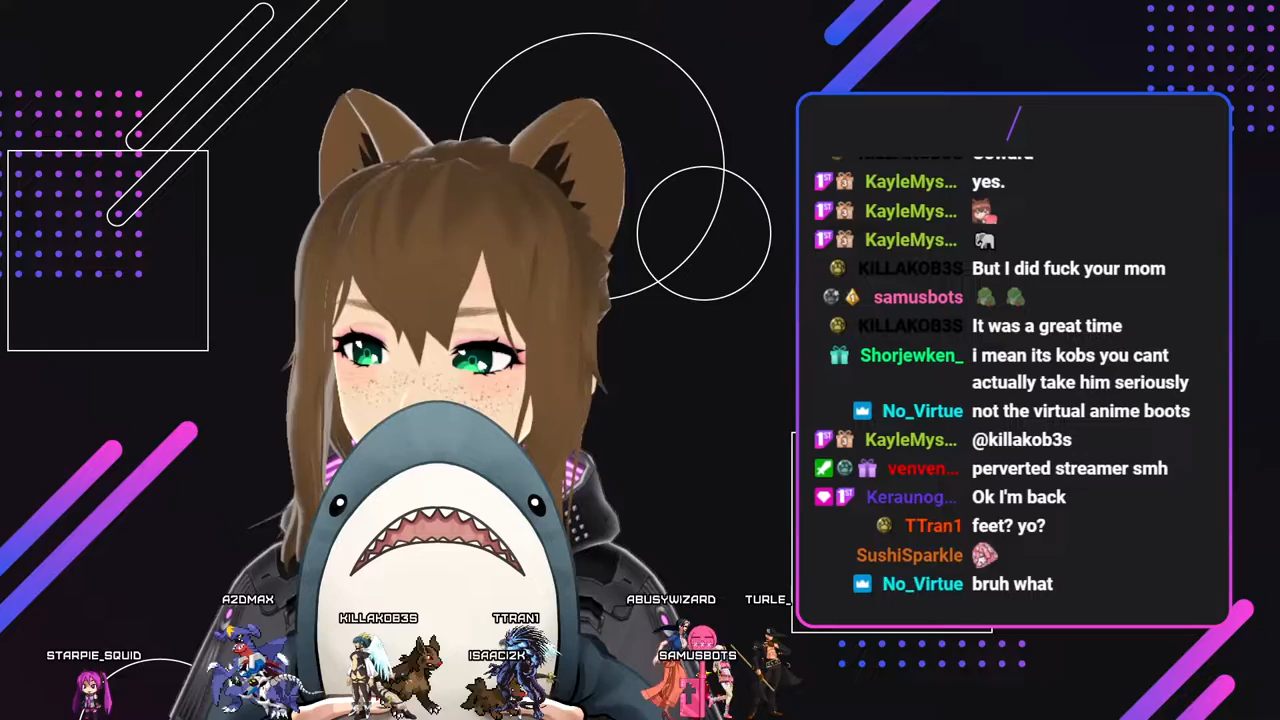 KayleMys... yes.
KayleMys...
KayleMys...
KILLAKOB3S But I did fuck your mom
samusbots
KILLAKOB3S It was a great time
Shorjewken_ i mean its kobs you cant
actually take him seriously
No_Virtue not the virtual anime boots
KayleMys... @killakob3s
venven... perverted streamer smh
Keraunog... Ok I'm back
TTran1 feet? yo?
SushiSparkle
No_Virtue bruh what
A2DMAX
ABUSYWIZARD
TURLE_
KILLAKOB3S
TTRAN1
STARPIE_SQUID
ISAACI2K
SAMUSBOTS